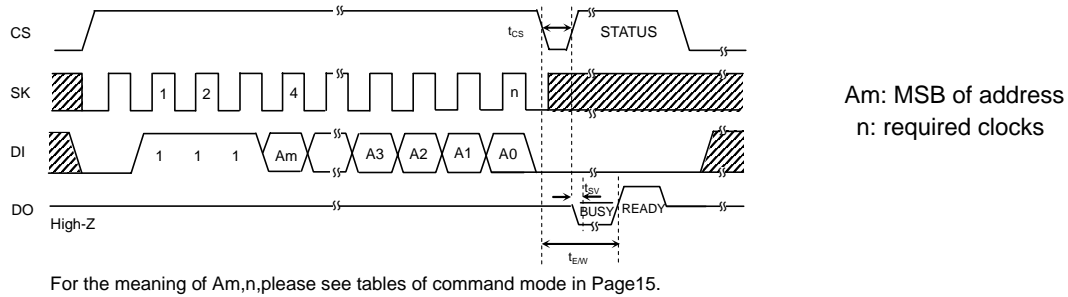 CS
tCS
STATUS
SK
1 2 4 n
Am: MSB of address
n: required clocks
DI
1 1 1 Am A3 A2 A1 A0
tSV
DO
BUSY READY
High-Z
tE/W
For the meaning of Am,n,please see tables of command mode in Page15.